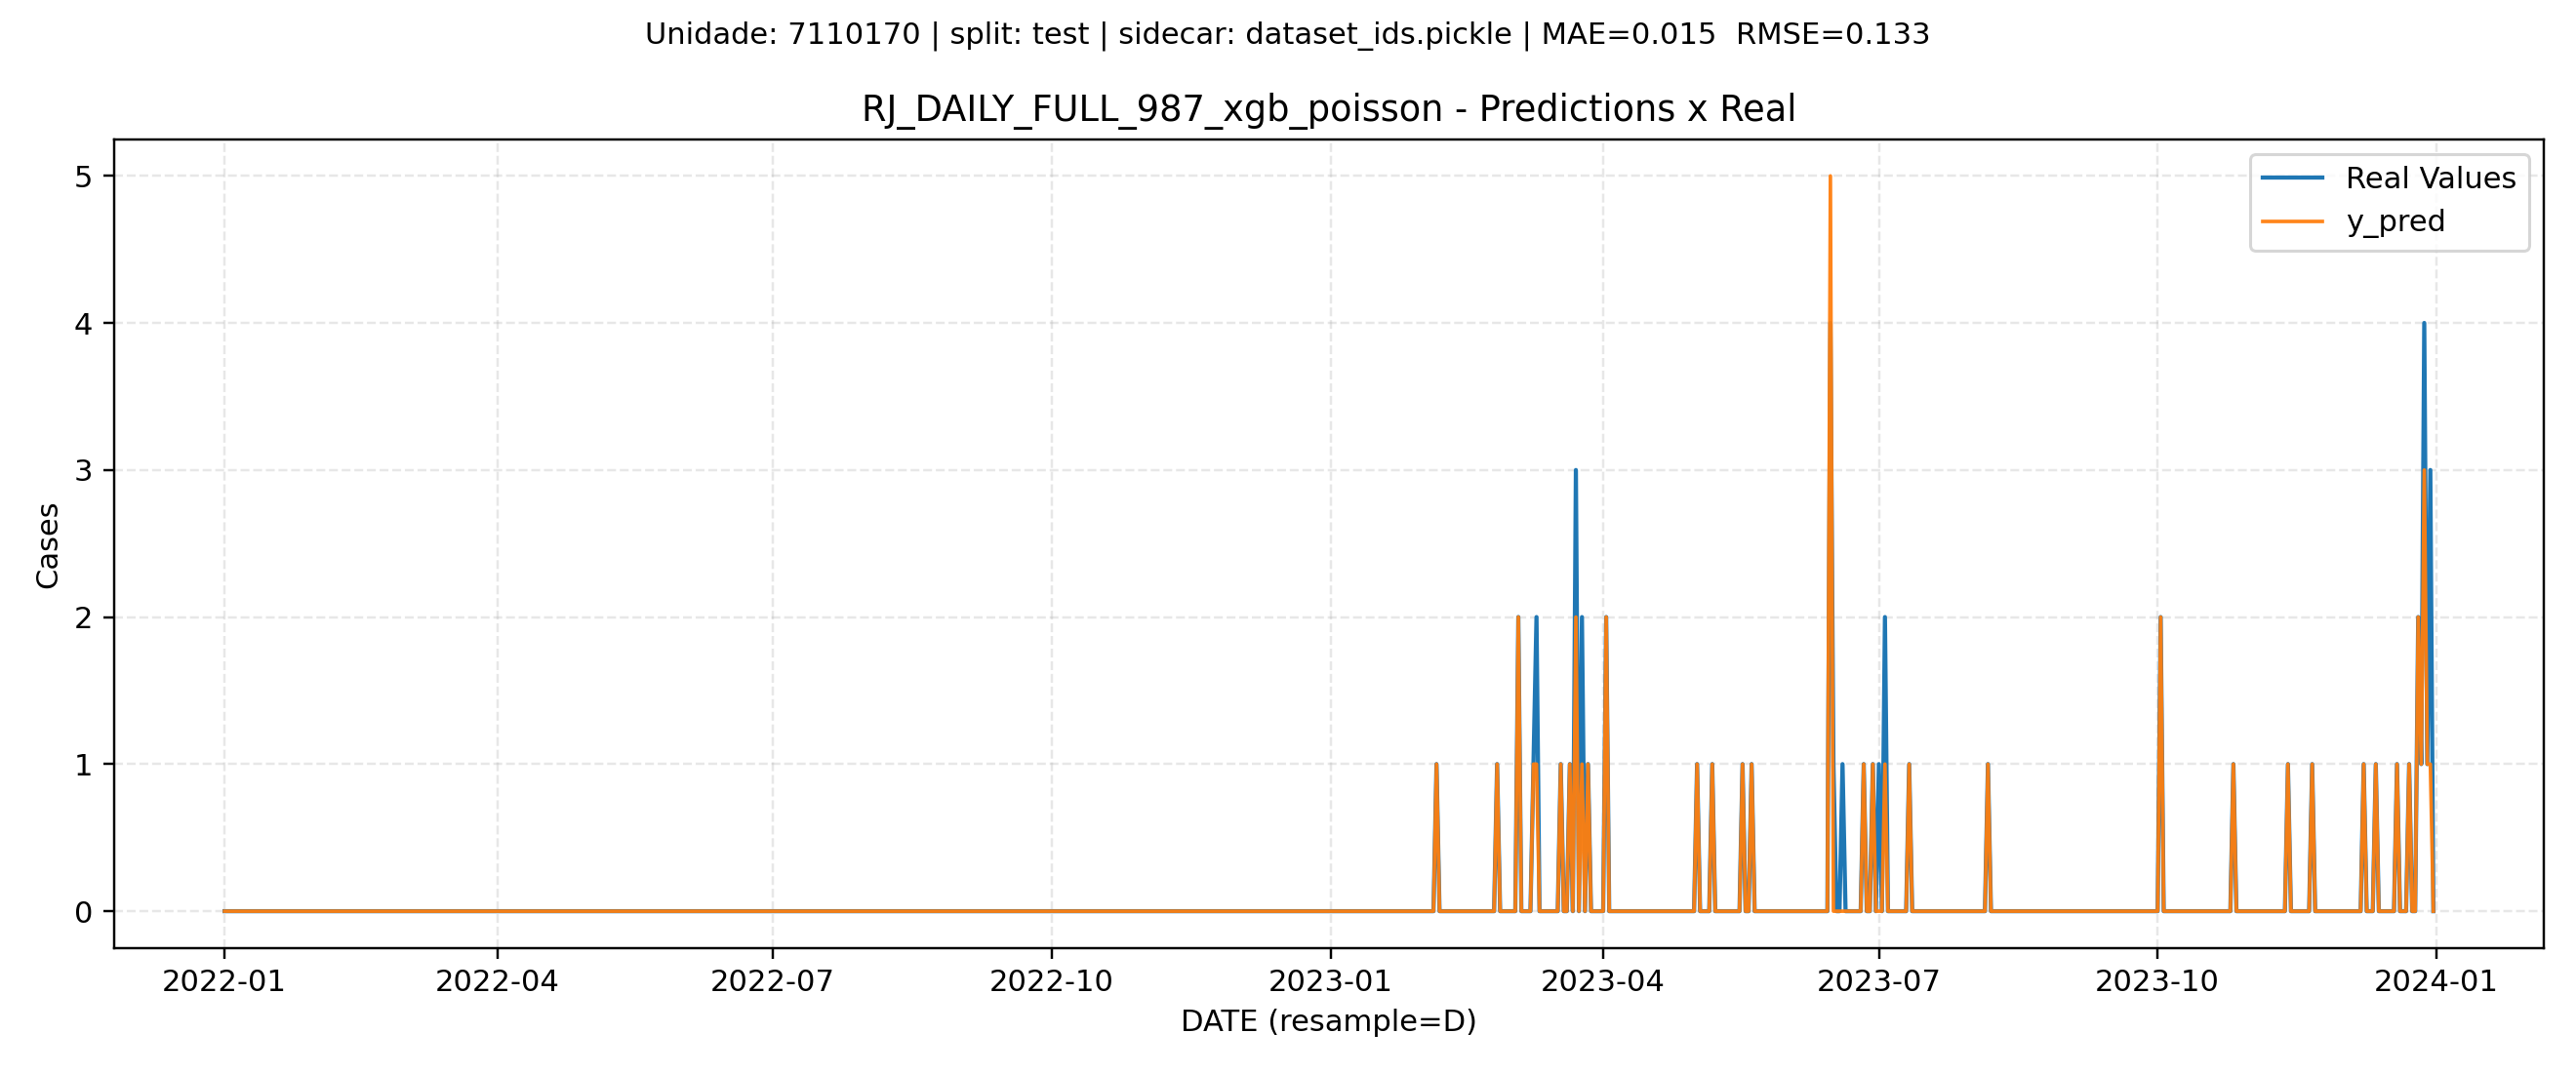 Unidade: 7110170 | split: test | sidecar: dataset_ids.pickle | MAE=0.015  RMSE=0.133
RJ_DAILY_FULL_987_xgb_poisson - Predictions x Real
Real Values
y_pred
5
4
3
2
1
0
Cases
2022-01
2022-04
2022-07
2022-10
2023-01
2023-04
2023-07
2023-10
2024-01
DATE (resample=D)